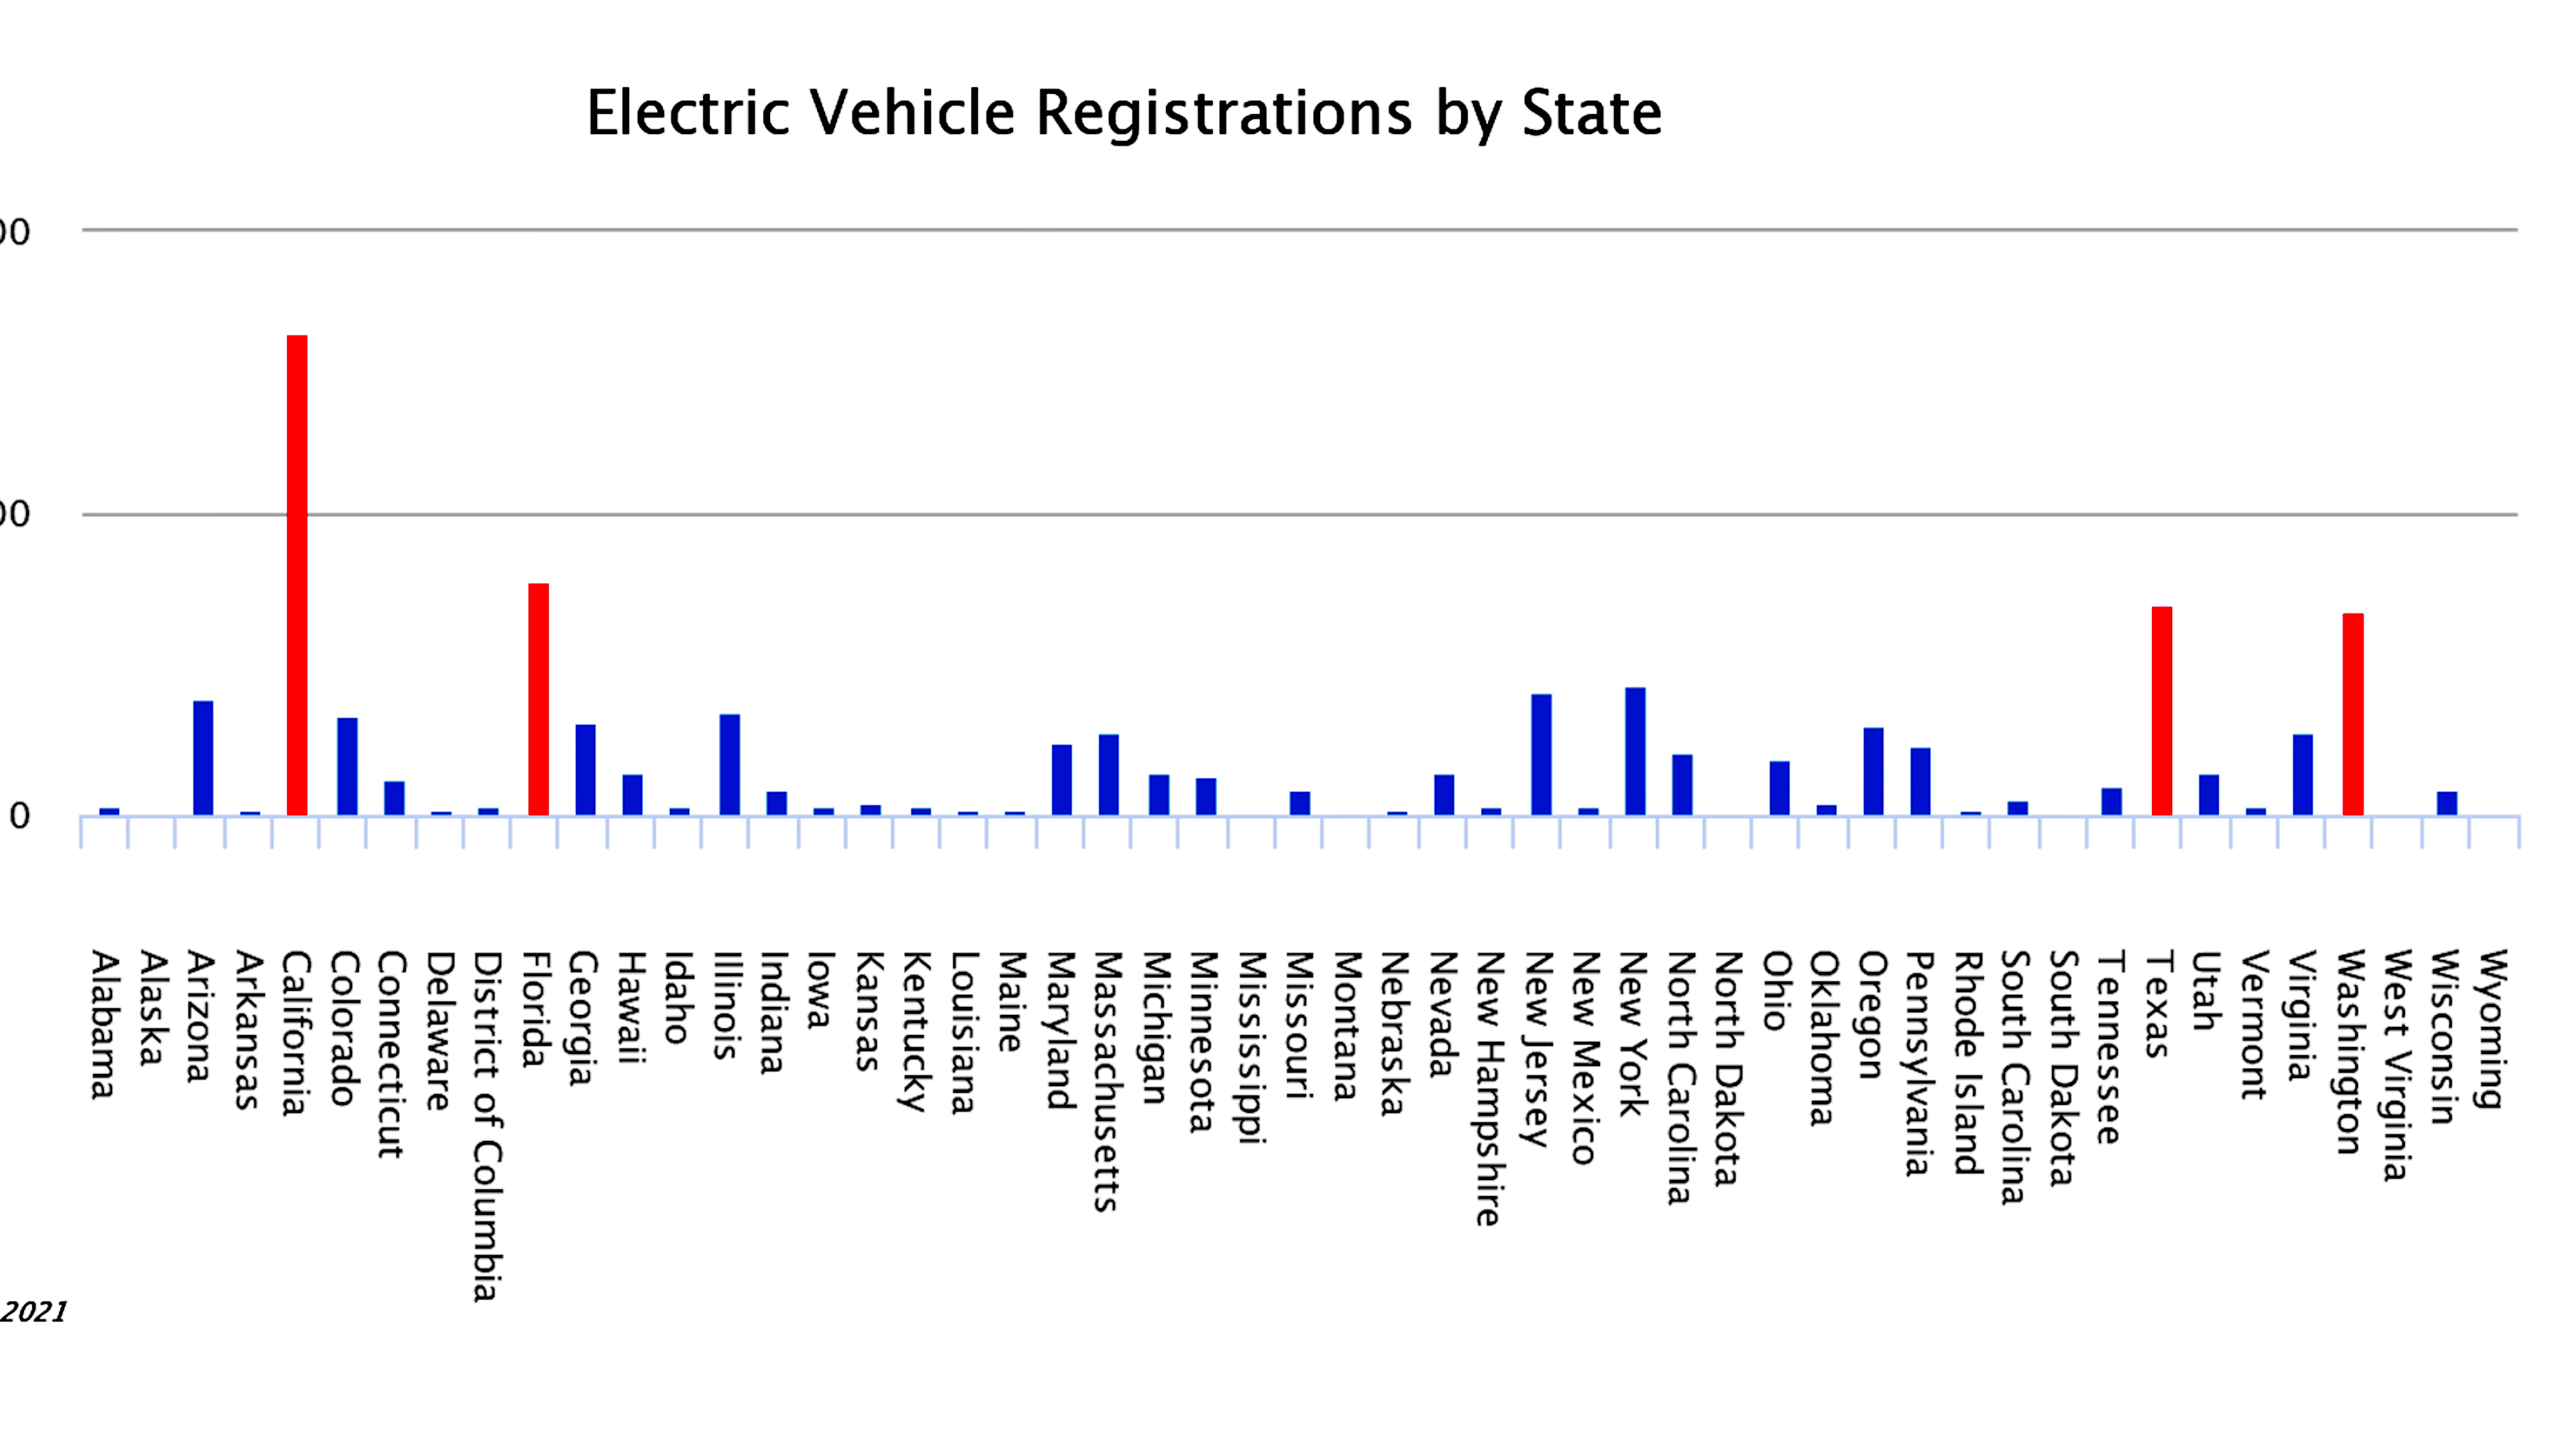 Electric Vehicle Registrations by State
00
00
0
Alabama
Alaska
Arizona
Arkansas
California
Colorado
Connecticut
Delaware
District of Columbia
Florida
Georgia
Hawaii
Idaho
Illinois
Indiana
Iowa
Kansas
Kentucky
Louisiana
Maine
Maryland
Massachusetts
Michigan
Minnesota
Mississippi
Missouri
Montana
Nebraska
Nevada
New Hampshire
New Jersey
New Mexico
New York
North Carolina
North Dakota
Ohio
Oklahoma
Oregon
Pennsylvania
Rhode Island
South Carolina
South Dakota
Tennessee
Texas
Utah
Vermont
Virginia
Washington
West Virginia
Wisconsin
Wyoming
2021